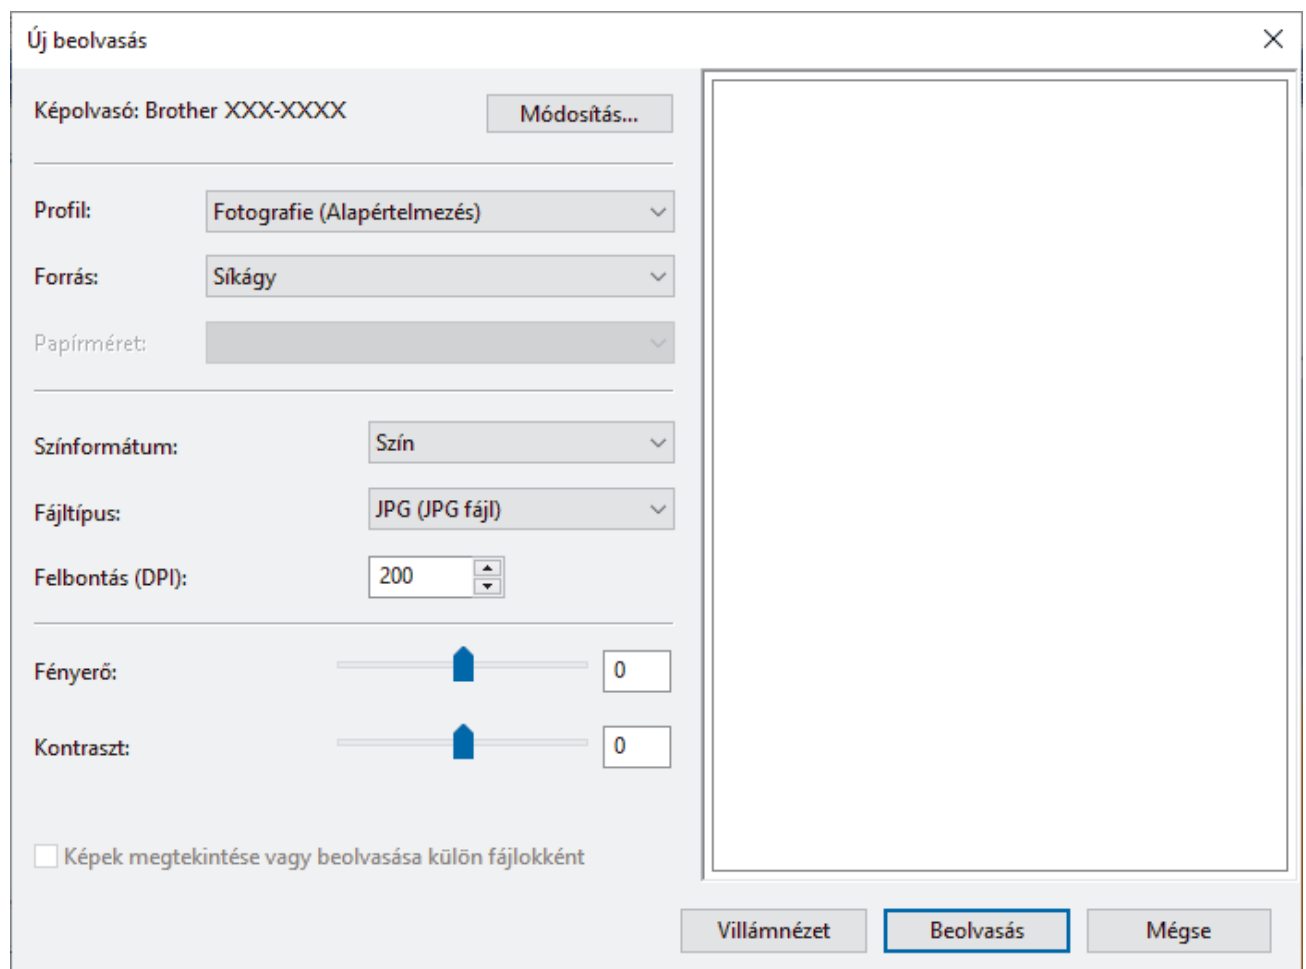 Új beolvasás
Képolvasó: Brother XXX-XXXX
Módosítás...
Profil:
Fotografie (Alapértelmezés)
Forrás:
Síkágy
Papírméret:
Színformátum:
Szín
Fájltípus:
JPG (JPG fájl)
Felbontás (DPI):
200
Fényerő:
0
Kontraszt:
0
Képek megtekintése vagy beolvasása külön fájlokként
Villámnézet
Beolvasás
Mégse